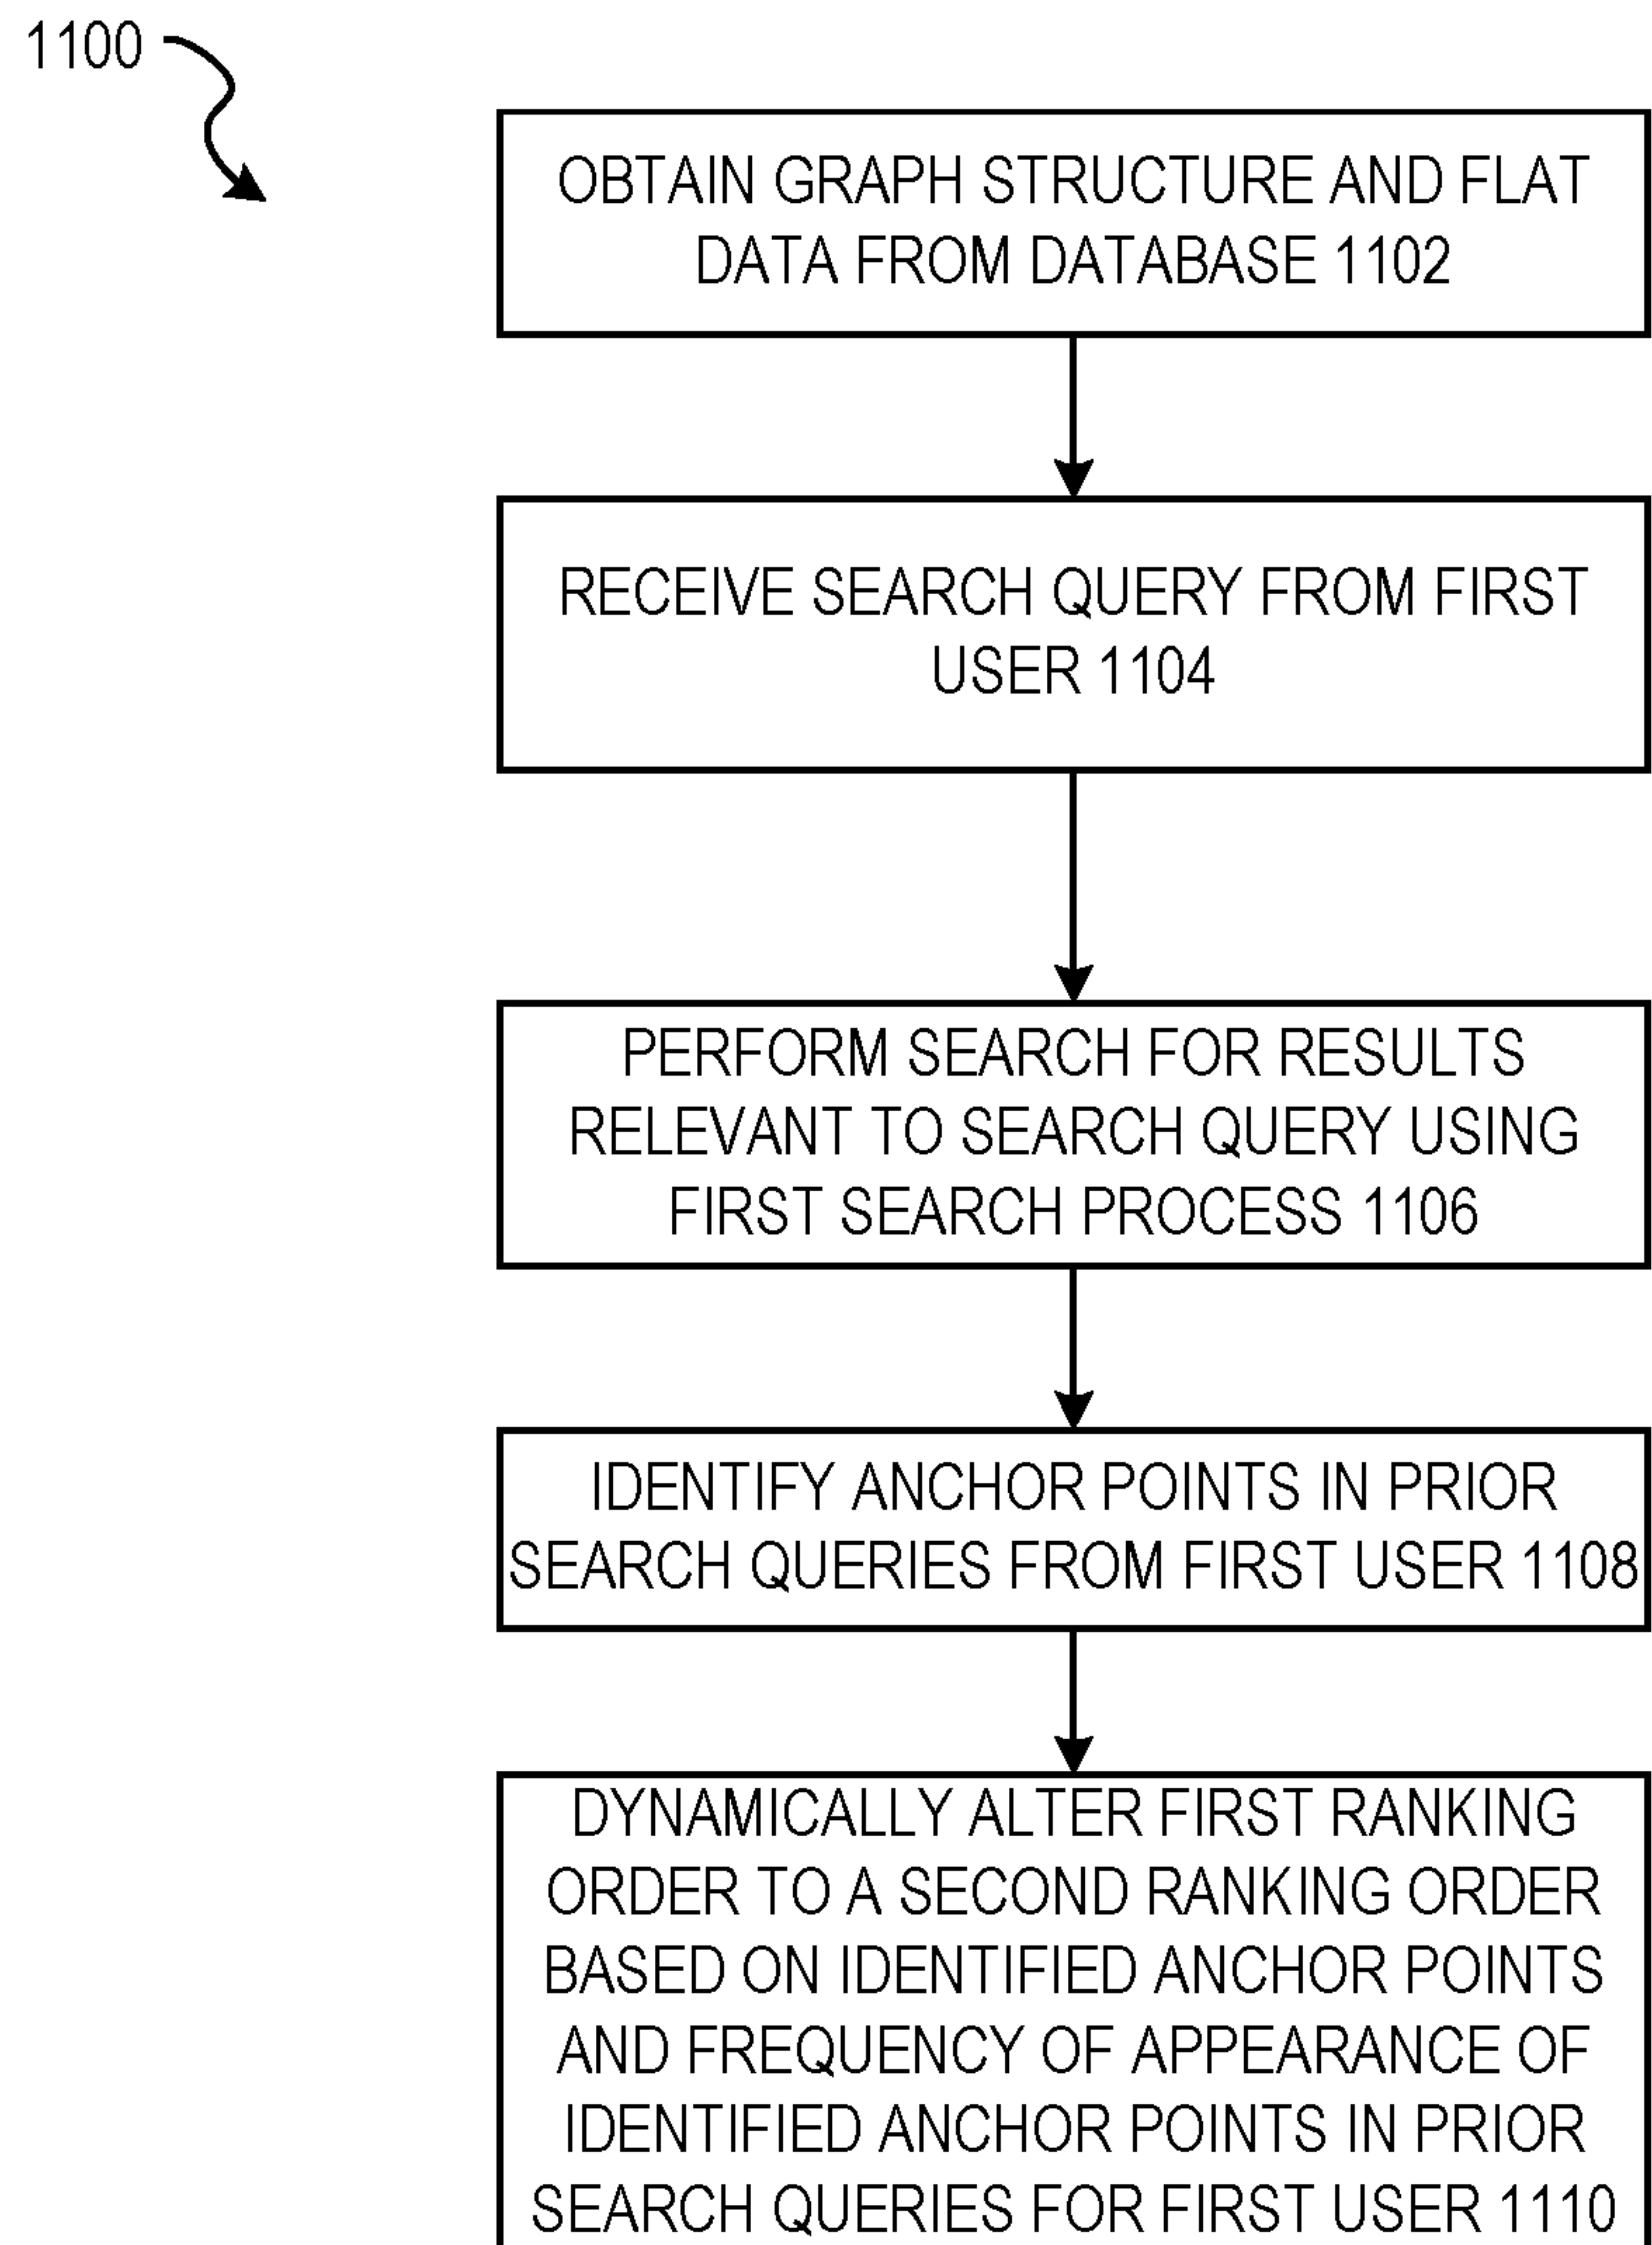 1100
OBTAIN GRAPH STRUCTURE AND FLAT
DATA FROM DATABASE 1102
RECEIVE SEARCH QUERY FROM FIRST
USER 1104
PERFORM SEARCH FOR RESULTS
RELEVANT TO SEARCH QUERY USING
FIRST SEARCH PROCESS 1106
IDENTIFY ANCHOR POINTS IN PRIOR
SEARCH QUERIES FROM FIRST USER 1108
DYNAMICALLY ALTER FIRST RANKING
ORDER TO A SECOND RANKING ORDER
BASED ON IDENTIFIED ANCHOR POINTS
AND FREQUENCY OF APPEARANCE OF
IDENTIFIED ANCHOR POINTS IN PRIOR
SEARCH QUERIES FOR FIRST USER 1110